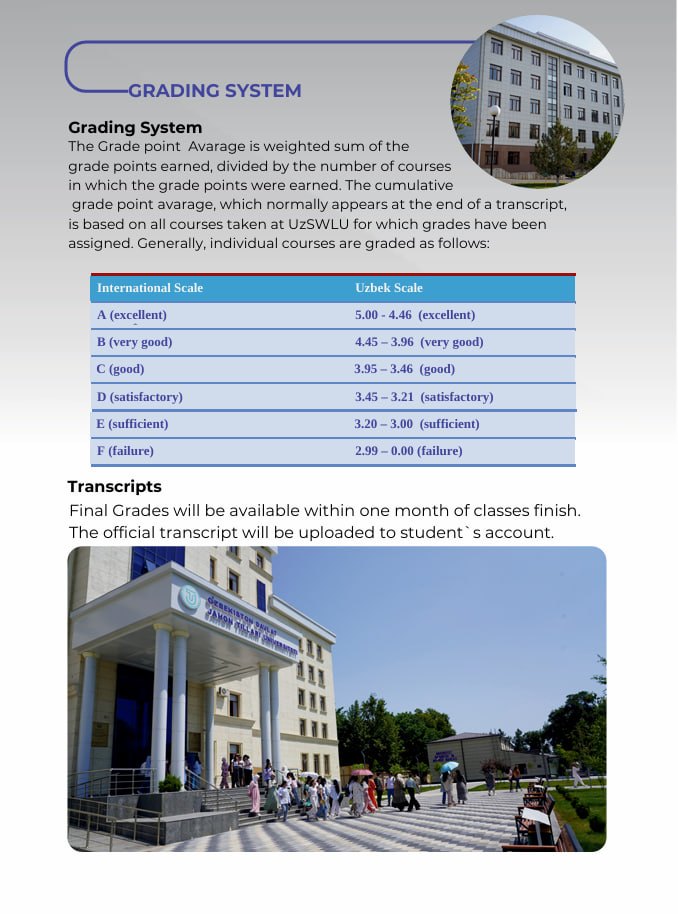 GRADING SYSTEM
Grading System
The Grade point Avarage is weighted sum of the
grade points earned, divided by the number of courses
in which the grade points were earned. The cumulative
grade point avarage, which normally appears at the end of a transcript,
is based on all courses taken at UzSWLU for which grades have been
assigned. Generally, individual courses are graded as follows:
International Scale Uzbek Scale
A (excellent) 5.00 - 4.46 (excellent)
B (very good) 4.45 – 3.96 (very good)
C (good) 3.95 – 3.46 (good)
D (satisfactory) 3.45 – 3.21 (satisfactory)
E (sufficient) 3.20 – 3.00 (sufficient)
F (failure) 2.99 – 0.00 (failure)
Transcripts
Final Grades will be available within one month of classes finish.
The official transcript will be uploaded to student`s account.
O'ZBEKISTON DAVLAT
JAHON TILLARI UNIVERSITETI